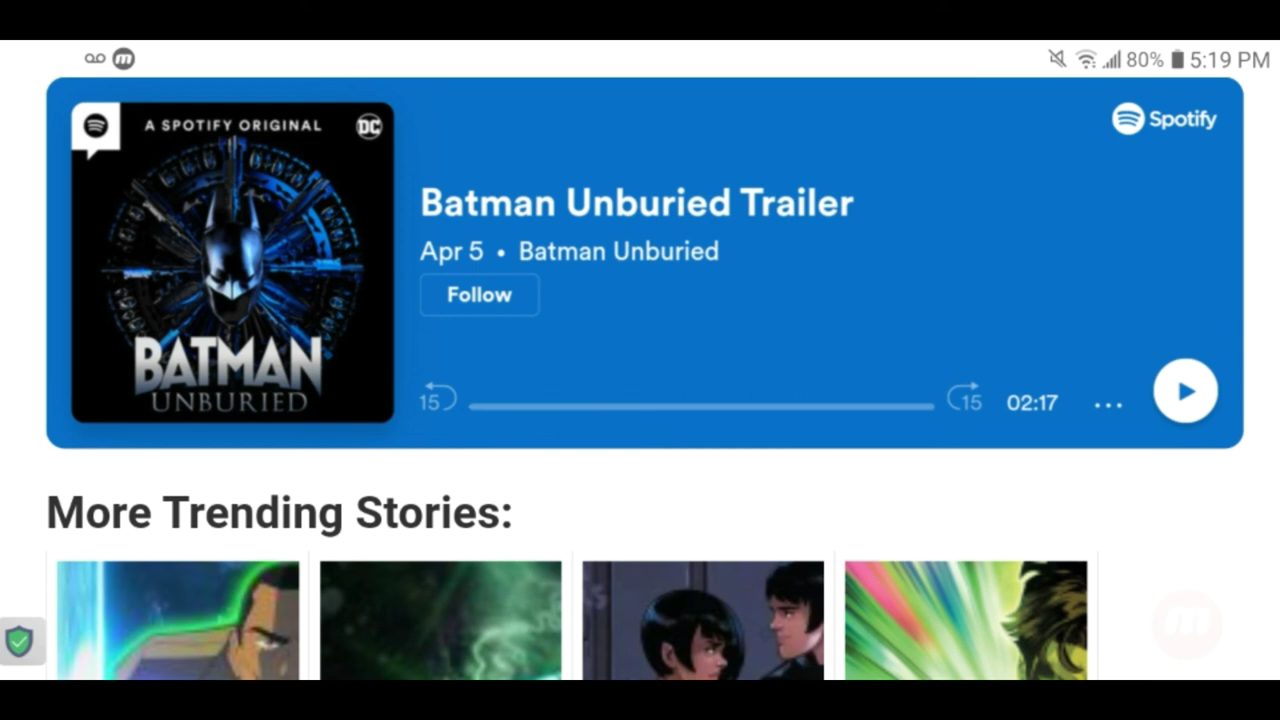 80% 5:19 PM
A SPOTIFY ORIGINAL
DC
Spotify
BATMAN
UNBURIED
Batman Unburied Trailer
Apr 5 • Batman Unburied
Follow
15
15
02:17
...
More Trending Stories:
m
m